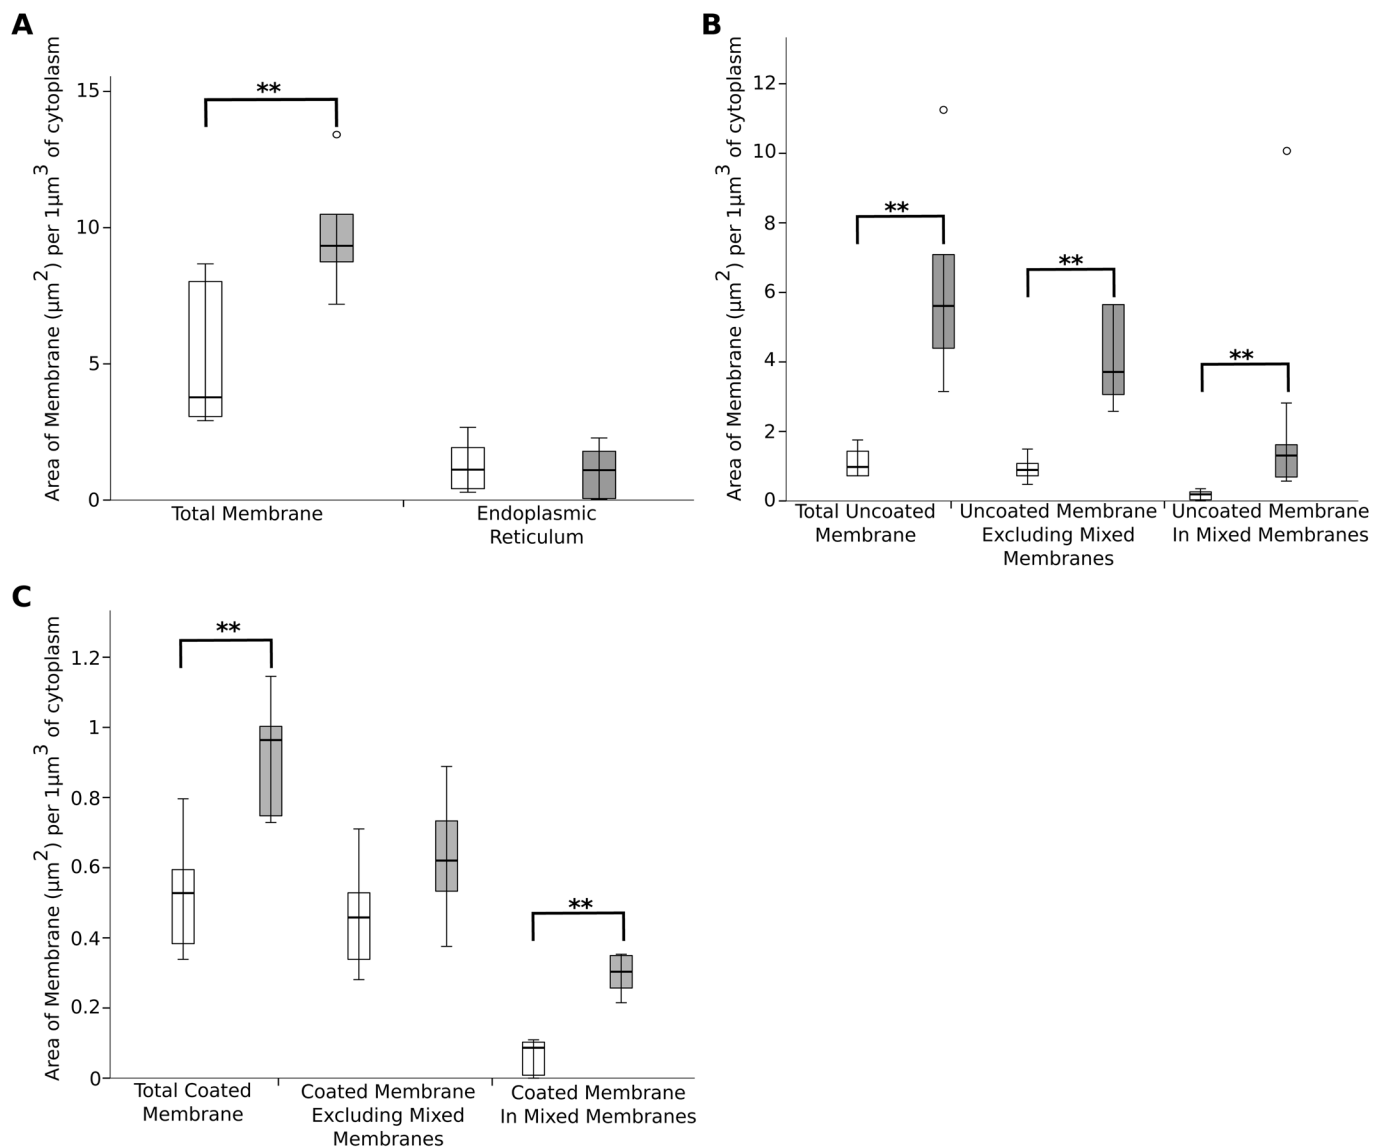 A
Area of Membrane (µm2) per 1µm3 of cytoplasm
15
10
5
0
**
Total Membrane
Endoplasmic
Reticulum
B
Area of Membrane (µm2) per 1µm3 of cytoplasm
12
10
8
6
4
2
0
**
**
**
Total Uncoated
Membrane
Uncoated Membrane
Excluding Mixed
Membranes
Uncoated Membrane
In Mixed Membranes
C
Area of Membrane (µm2) per 1µm3 of cytoplasm
1.2
1
0.8
0.6
0.4
0.2
0
**
**
Total Coated
Membrane
Coated Membrane
Excluding Mixed
Membranes
Coated Membrane
In Mixed Membranes